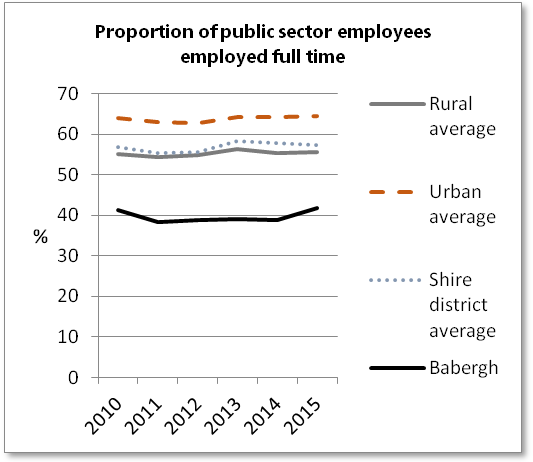 Proportion of public sector employees
employed full time
70
60
50
40
30
20
10
0
%
2010
2011
2012
2013
2014
2015
Rural
average
Urban
average
Shire
district
average
Babergh